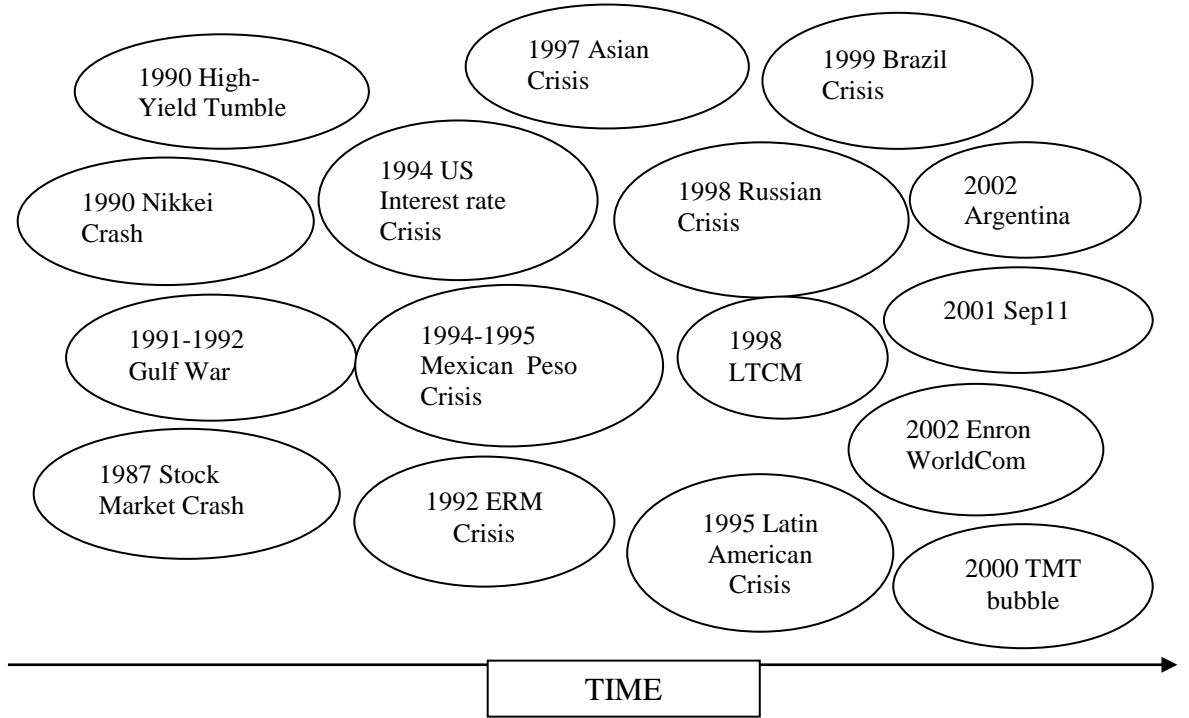 1990 High-
Yield Tumble
1997 Asian
Crisis
1999 Brazil
Crisis
1990 Nikkei
Crash
1994 US
Interest rate
Crisis
1998 Russian
Crisis
2002
Argentina
1991-1992
Gulf War
1994-1995
Mexican Peso
Crisis
1998
LTCM
2001 Sep11
1987 Stock
Market Crash
1992 ERM
Crisis
1995 Latin
American
Crisis
2002 Enron
WorldCom
2000 TMT
bubble
TIME